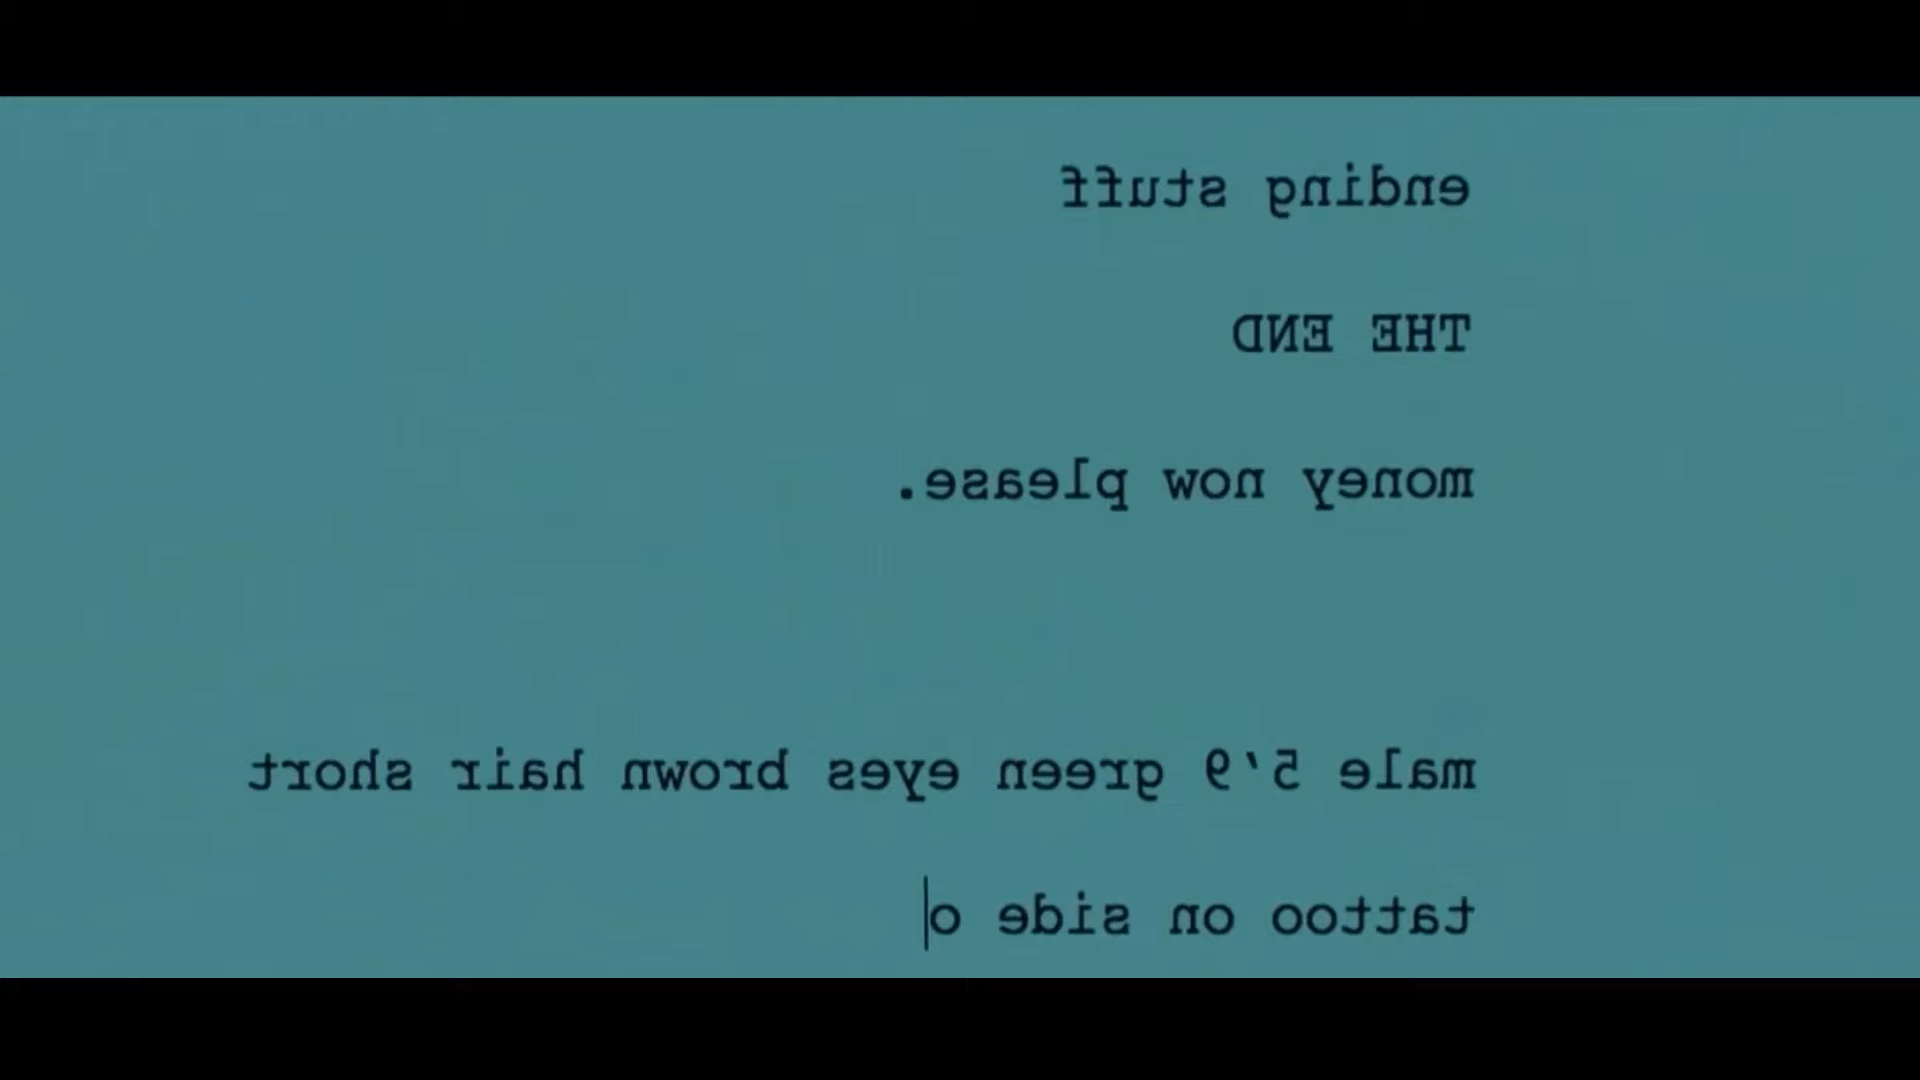 ending stuff
THE END
money now please.
male 5'9 green eyes brown hair short
tattoo on side o